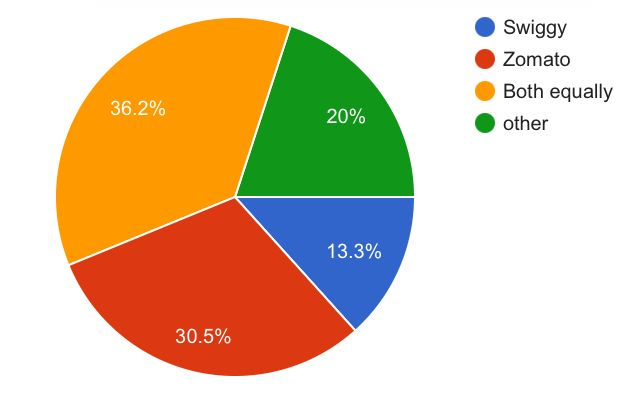 Swiggy
Zomato
Both equally
other
36.2%
20%
13.3%
30.5%